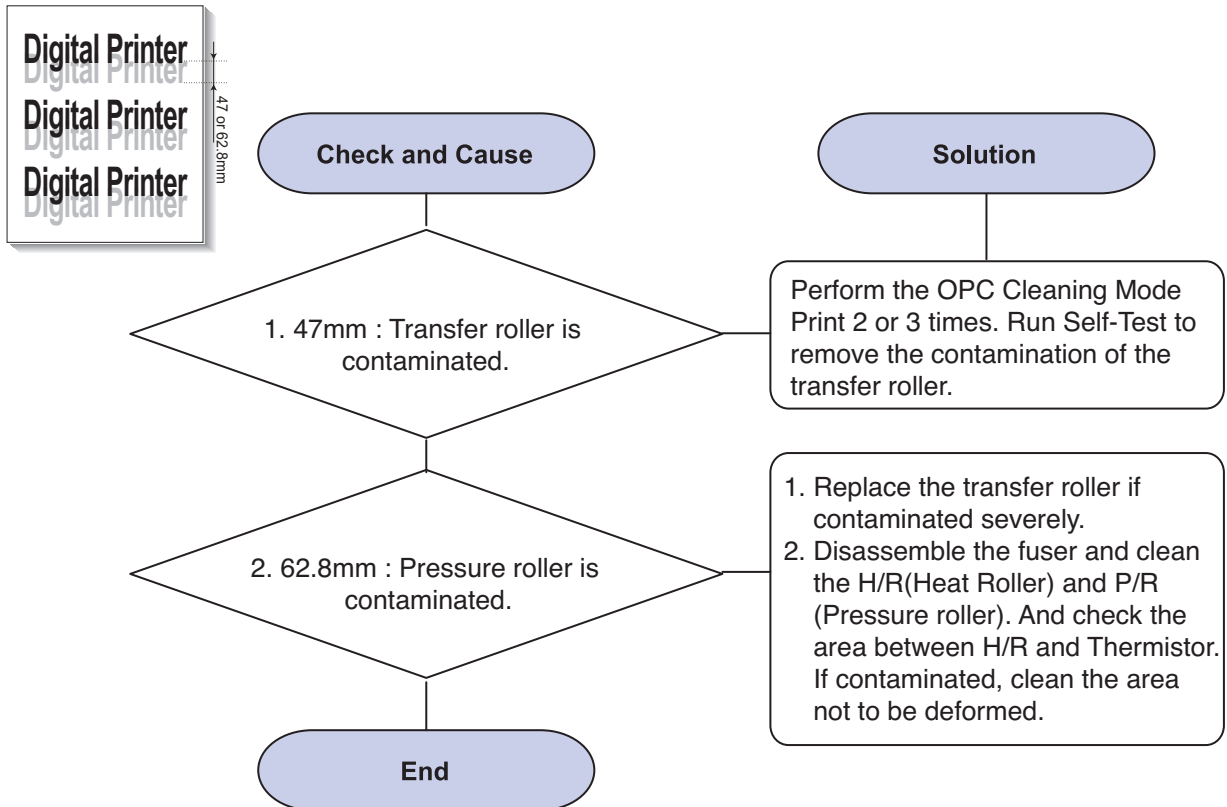 Digital Printer
Digital Printer
Digital Printer
Digital Printer
Digital Printer
Digital Printer
47 or 62.8mm
Check and Cause
Solution
1. 47mm : Transfer roller is
contaminated.
Perform the OPC Cleaning Mode
Print 2 or 3 times. Run Self-Test to
remove the contamination of the
transfer roller.
2. 62.8mm : Pressure roller is
contaminated.
1. Replace the transfer roller if
contaminated severely.
2. Disassemble the fuser and clean
the H/R(Heat Roller) and P/R
(Pressure roller). And check the
area between H/R and Thermistor.
If contaminated, clean the area
not to be deformed.
End